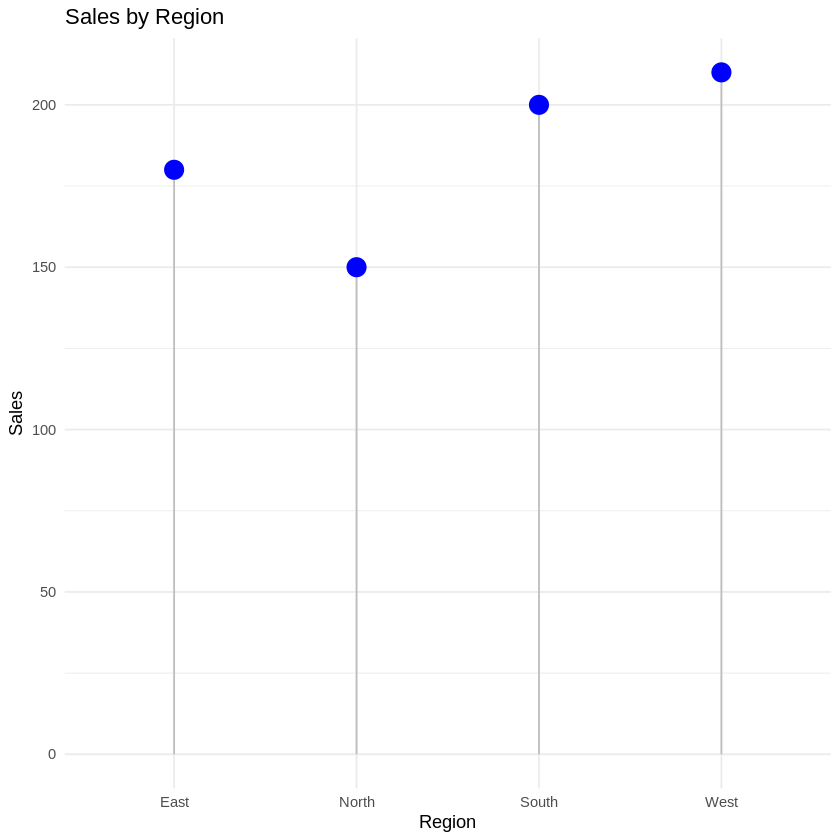 Sales by Region
Sales
200
150
100
50
0
East North South West
Region